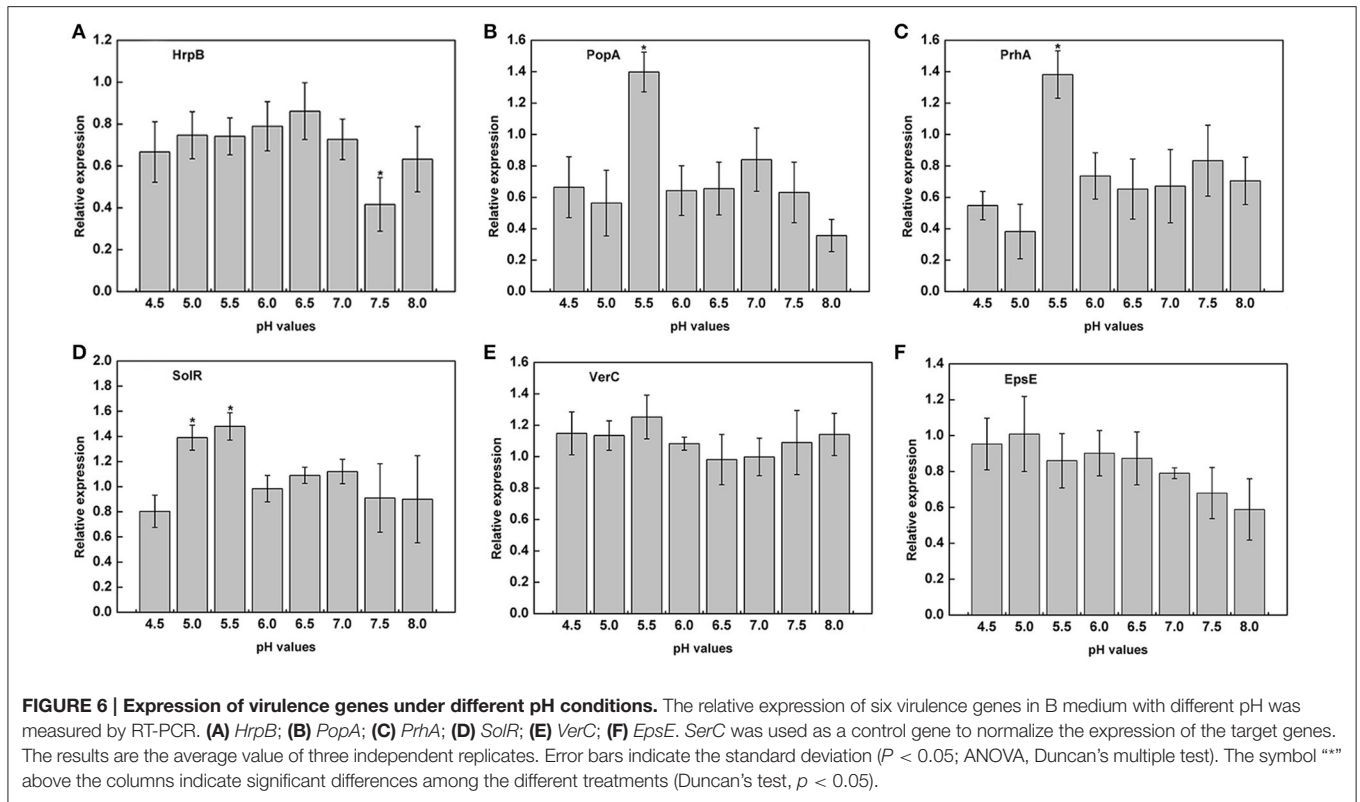 A
HrpB
1.2
1.0
0.8
0.6
0.4
0.2
0.0
Relative expression
*
4.5 5.0 5.5 6.0 6.5 7.0 7.5 8.0
pH values
B
PopA
1.6
1.4
1.2
1.0
0.8
0.6
0.4
0.2
0.0
Relative expression
*
4.5 5.0 5.5 6.0 6.5 7.0 7.5 8.0
pH values
C
PrhA
1.6
1.4
1.2
1.0
0.8
0.6
0.4
0.2
0.0
Relative expression
*
4.5 5.0 5.5 6.0 6.5 7.0 7.5 8.0
pH values
D
SolR
2.0
1.8
1.6
1.4
1.2
1.0
0.8
0.6
0.4
0.2
0.0
Relative expression
* *
4.5 5.0 5.5 6.0 6.5 7.0 7.5 8.0
pH values
E
VerC
1.6
1.4
1.2
1.0
0.8
0.6
0.4
0.2
0.0
Relative expression
4.5 5.0 5.5 6.0 6.5 7.0 7.5 8.0
pH values
F
EpsE
1.4
1.2
1.0
0.8
0.6
0.4
0.2
0.0
Relative expression
4.5 5.0 5.5 6.0 6.5 7.0 7.5 8.0
pH values
FIGURE 6 | Expression of virulence genes under different pH conditions. The relative expression of six virulence genes in B medium with different pH was
measured by RT-PCR. (A) HrpB; (B) PopA; (C) PrhA; (D) SolR; (E) VerC; (F) EpsE. SerC was used as a control gene to normalize the expression of the target genes.
The results are the average value of three independent replicates. Error bars indicate the standard deviation (P < 0.05; ANOVA, Duncan's multiple test). The symbol "*"
above the columns indicate significant differences among the different treatments (Duncan's test, p < 0.05).